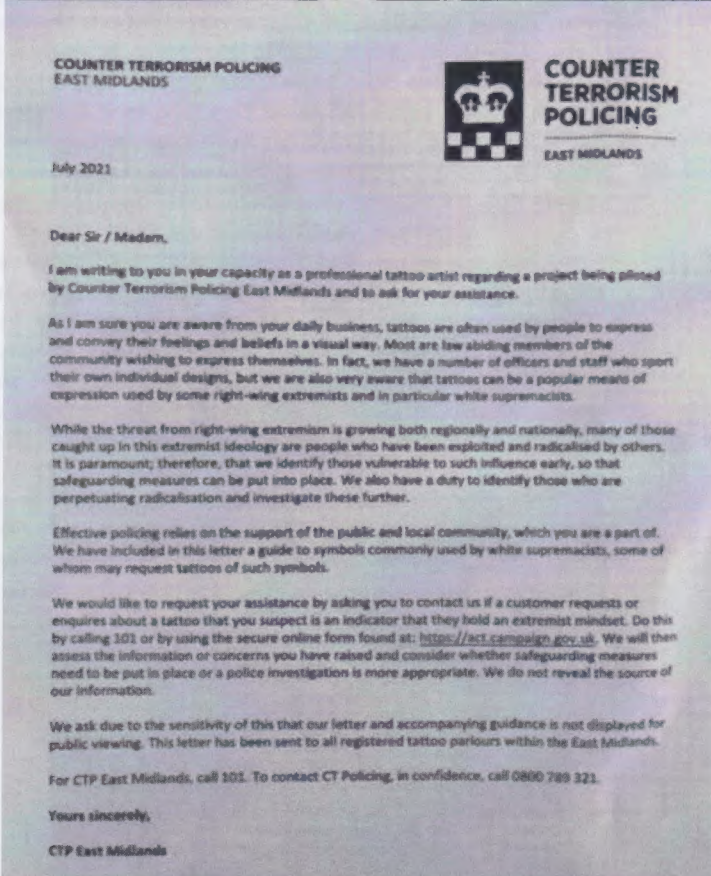 COUNTER TERRORISM POLICING
EAST MIDLANDS
COUNTER
TERRORISM
POLICING
EAST MIDLANDS
July 2021
Dear Sir / Madam,
I am writing to you in your capacity as a professional tattoo artist regarding a project being piloted
by Counter Terrorism Policing East Midlands and to ask for your assistance.
As I am sure you are aware from your daily business, tattoos are often used by people to express
and convey their feelings and beliefs in a visual way. Most are law abiding members of the
community wishing to express themselves. In fact, we have a number of officers and staff who sport
their own individual designs, but we are also very aware that tattoos can be a popular means of
expression used by some right-wing extremists and in particular white supremacists.
While the threat from right-wing extremism is growing both regionally and nationally, many of those
caught up in this extremist ideology are people who have been exploited and radicalised by others.
It is paramount; therefore, that we identify those vulnerable to such influence early, so that
safeguarding measures can be put into place. We also have a duty to identify those who are
perpetuating radicalisation and investigate these further.
Effective policing relies on the support of the public and local community, which you are a part of.
We have included in this letter a guide to symbols commonly used by white supremacists, some of
whom may request tattoos of such symbols.
We would like to request your assistance by asking you to contact us if a customer requests or
enquires about a tattoo that you suspect is an indicator that they hold an extremist mindset. Do this
by calling 101 or by using the secure online form found at: https://act.campaign.gov.uk. We will then
assess the information or concerns you have raised and consider whether safeguarding measures
need to be put in place or a police investigation is more appropriate. We do not reveal the source of
our information.
We ask due to the sensitivity of this that our letter and accompanying guidance is not displayed for
public viewing. This letter has been sent to all registered tattoo parlours within the East Midlands.
For CTP East Midlands, call 101. To contact CT Policing, in confidence, call 0800 789 321.
Yours sincerely,
CTP East Midlands